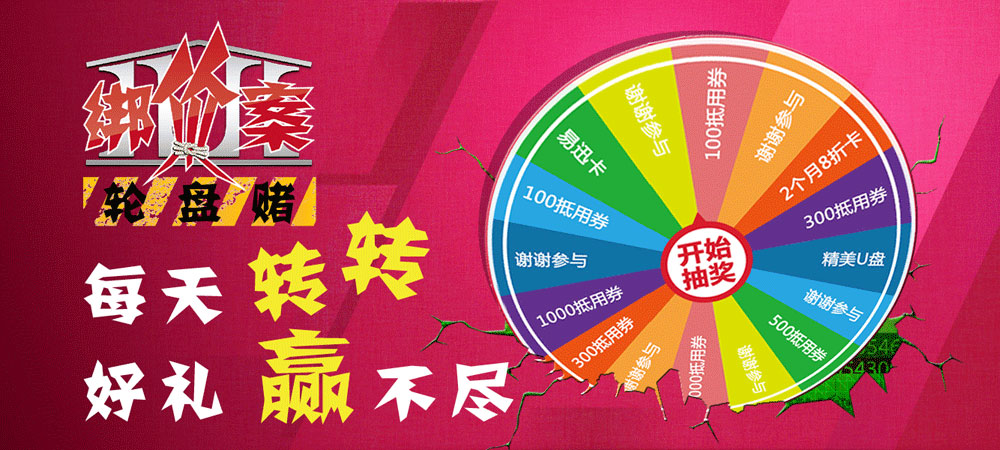 绑价案
轮盘赌
每天转转
好礼赢不尽
100抵用券
谢谢参与
2个月8折卡
300抵用券
精美U盘
谢谢参与
500抵用券
谢谢参与
000抵用券
谢谢参与
300抵用券
1000抵用券
谢谢参与
100抵用券
易迅卡
谢谢参与
开始
抽奖